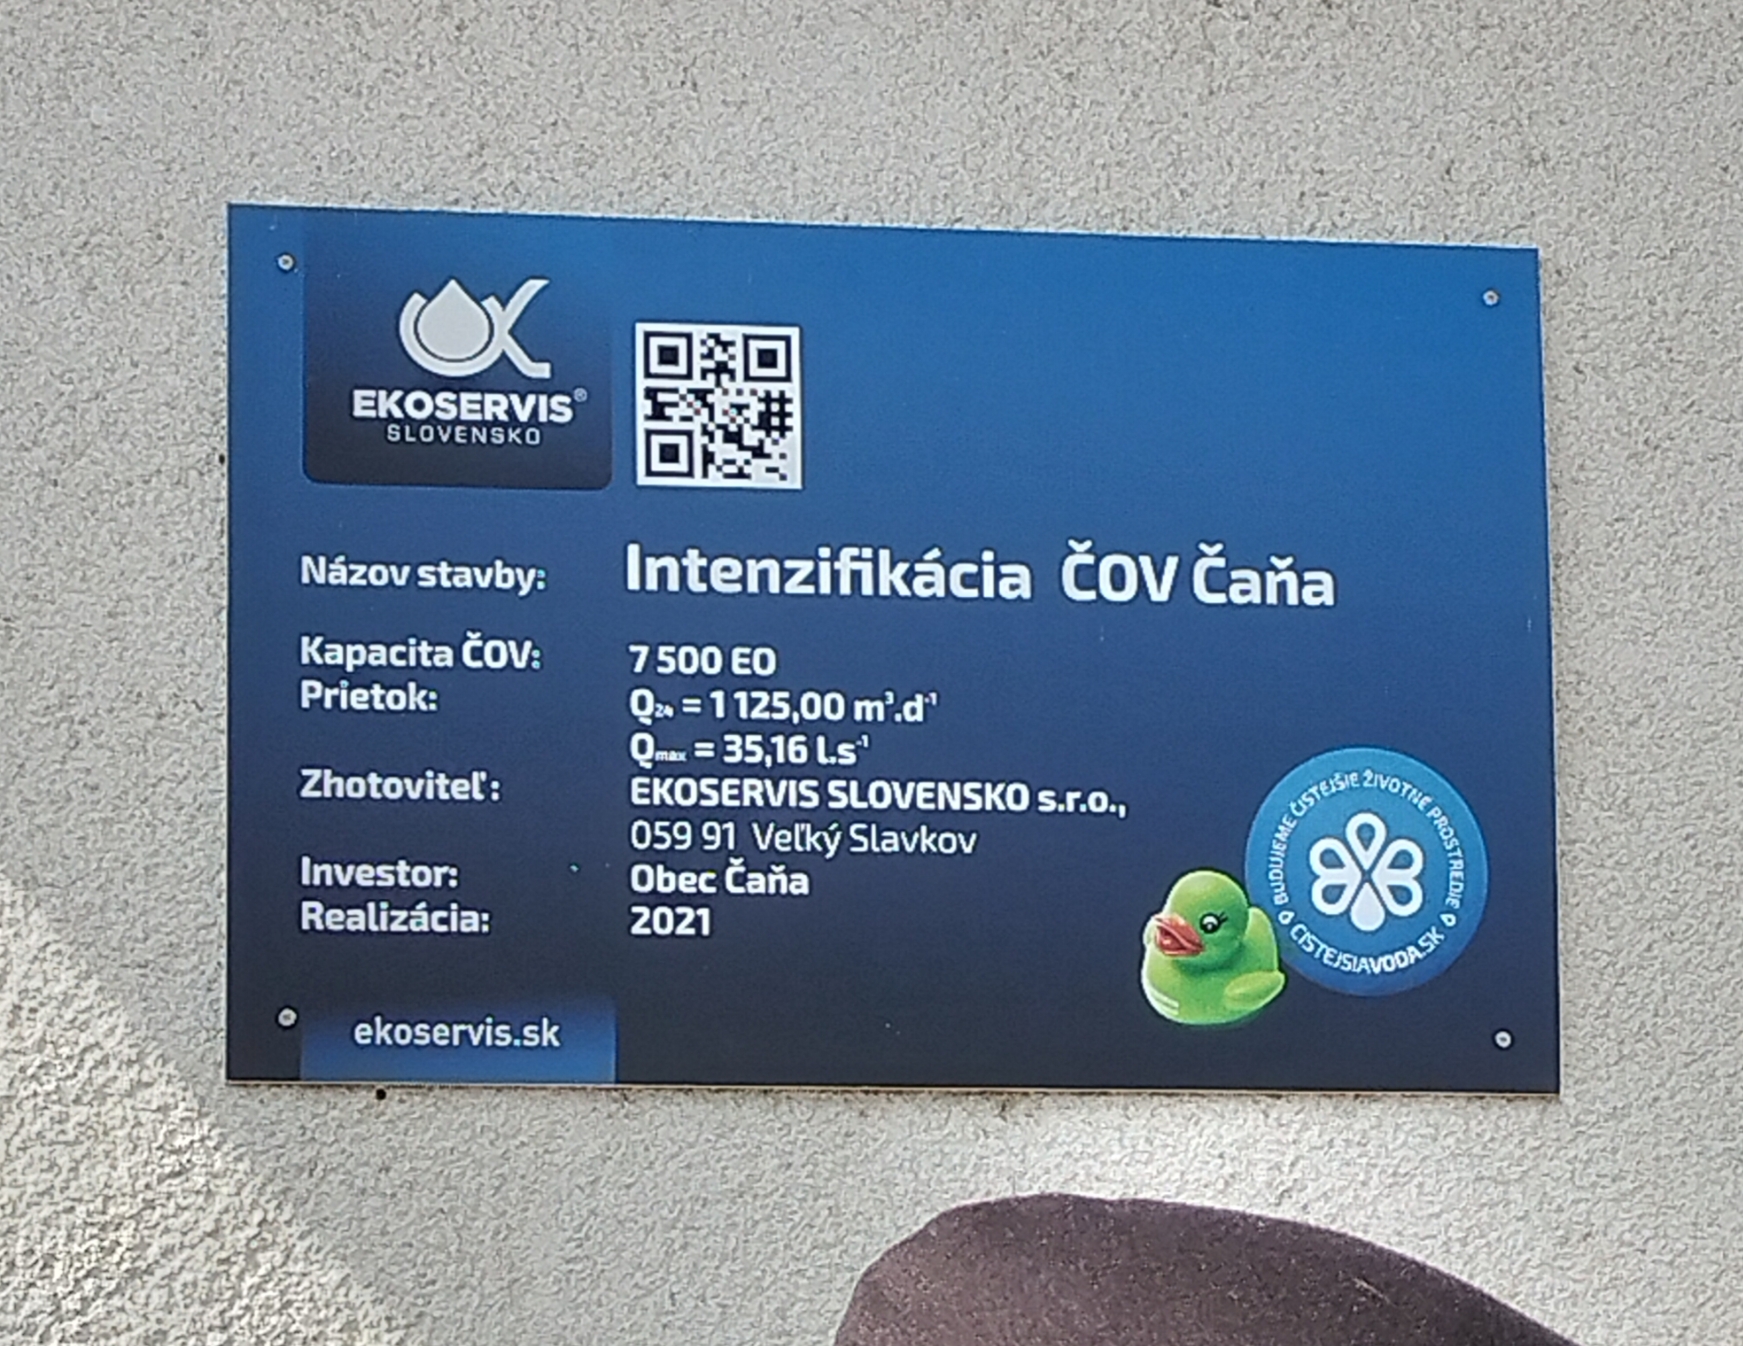 EKOSERVIS®
SLOVENSKO
Názov stavby: Intenzifikácia ČOV Čaňa
Kapacita ČOV: 7 500 EO
Prietok: Q₂₄ = 1 125,00 m³.d⁻¹
Qₘₐₓ = 35,16 l.s⁻¹
Zhotoviteľ: EKOSERVIS SLOVENSKO s.r.o.,
059 91 Veľký Slavkov
Investor: Obec Čaňa
Realizácia: 2021
BUDUJEME ČISTEJŠIE ŽIVOTNÉ PROSTREDIE
CISTEJSIAVODA.SK
ekoservis.sk